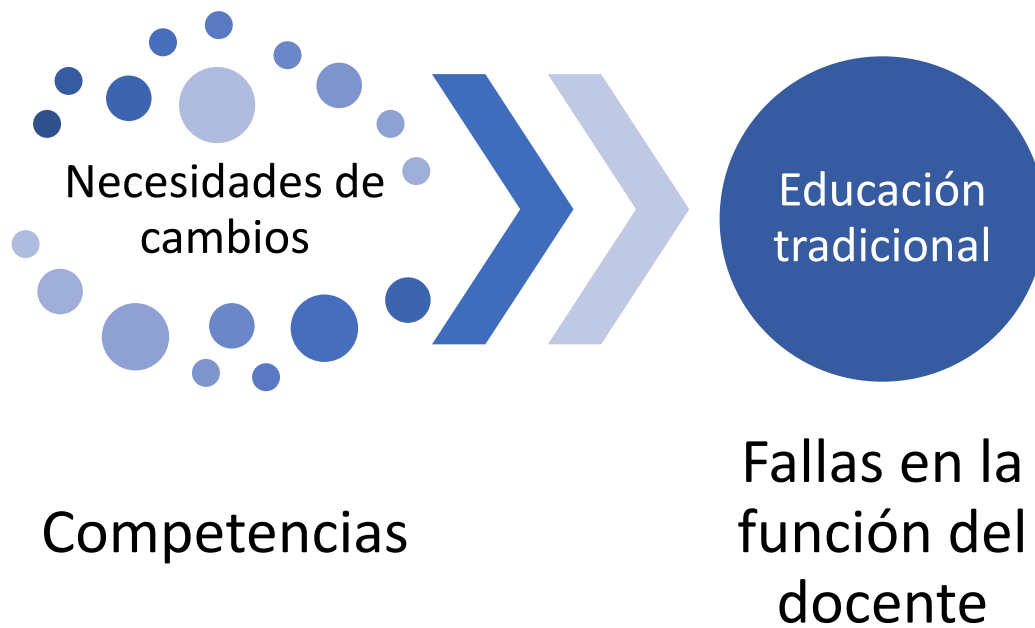 Necesidades de
cambios
Educación
tradicional
Competencias
Fallas en la
función del
docente